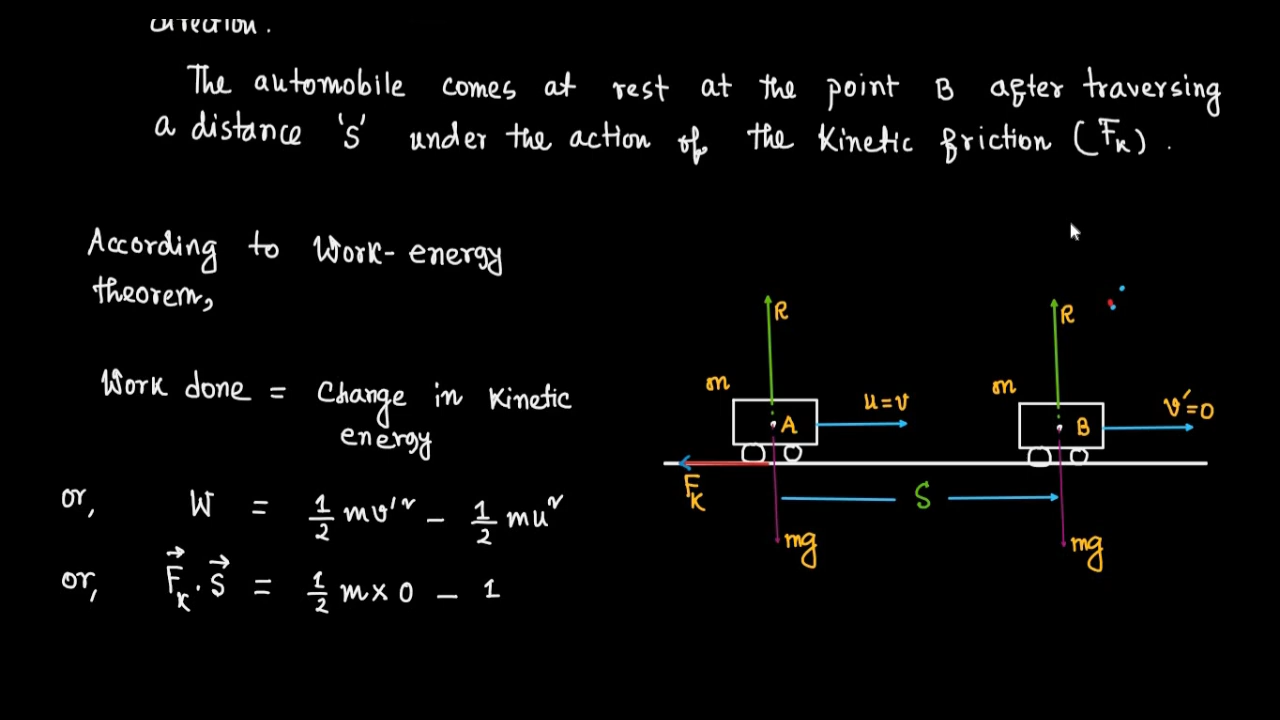 direction.
The automobile comes at rest at the point B after traversing
a distance 's' under the action of the Kinetic friction (Fₖ).
According to Work-energy
theorem,
Work done = Change in Kinetic
energy
or, W = 1/2 mv'² - 1/2 mu²
or, F⃗ₖ . S⃗ = 1/2 m x 0 - 1
R
m
A
u=v
Fₖ
mg
S
R
m
B
v'=0
mg